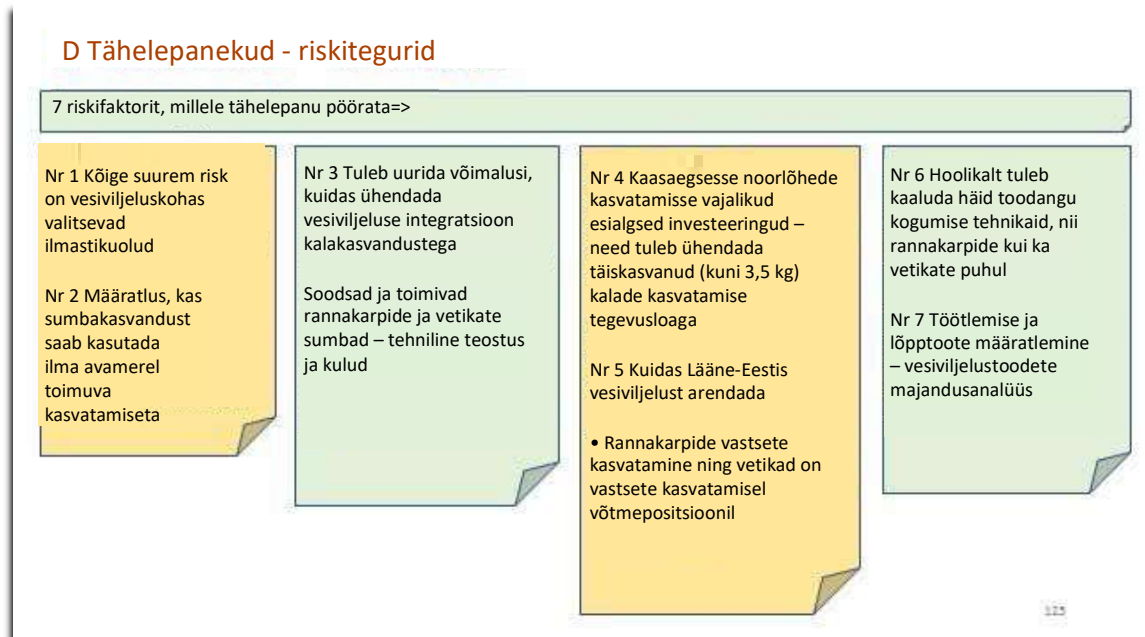 D Tähelepanekud - riskitegurid
7 riskifaktorit, millele tähelepanu pöörata=>
Nr 1 Kõige suurem risk
on vesiviljeluskohas
valitsevad
ilmastikuolud
Nr 2 Määratlus, kas
sumbakasvandust
saab kasutada
ilma avamerel
toimuva
kasvatamiseta
Nr 3 Tuleb uurida võimalusi,
kuidas ühendada
vesiviljeluse integratsioon
kalakasvandustega
Soodsad ja toimivad
rannakarpide ja vetikate
sumbad – tehniline teostus
ja kulud
Nr 4 Kaasaegsesse noorlõhede
kasvatamisse vajalikud
esialgsed investeeringud –
need tuleb ühendada
täiskasvanud (kuni 3,5 kg)
kalade kasvatamise
tegevusloaga
Nr 5 Kuidas Lääne-Eestis
vesiviljelust arendada
• Rannakarpide vastsete
kasvatamine ning vetikad on
vastsete kasvatamisel
võtmepositsioonil
Nr 6 Hoolikalt tuleb
kaaluda häid toodangu
kogumise tehnikaid, nii
rannakarpide kui ka
vetikate puhul
Nr 7 Töötlemise ja
lõpptoote määratlemine
– vesiviljelustoodete
majandusanalüüs
125